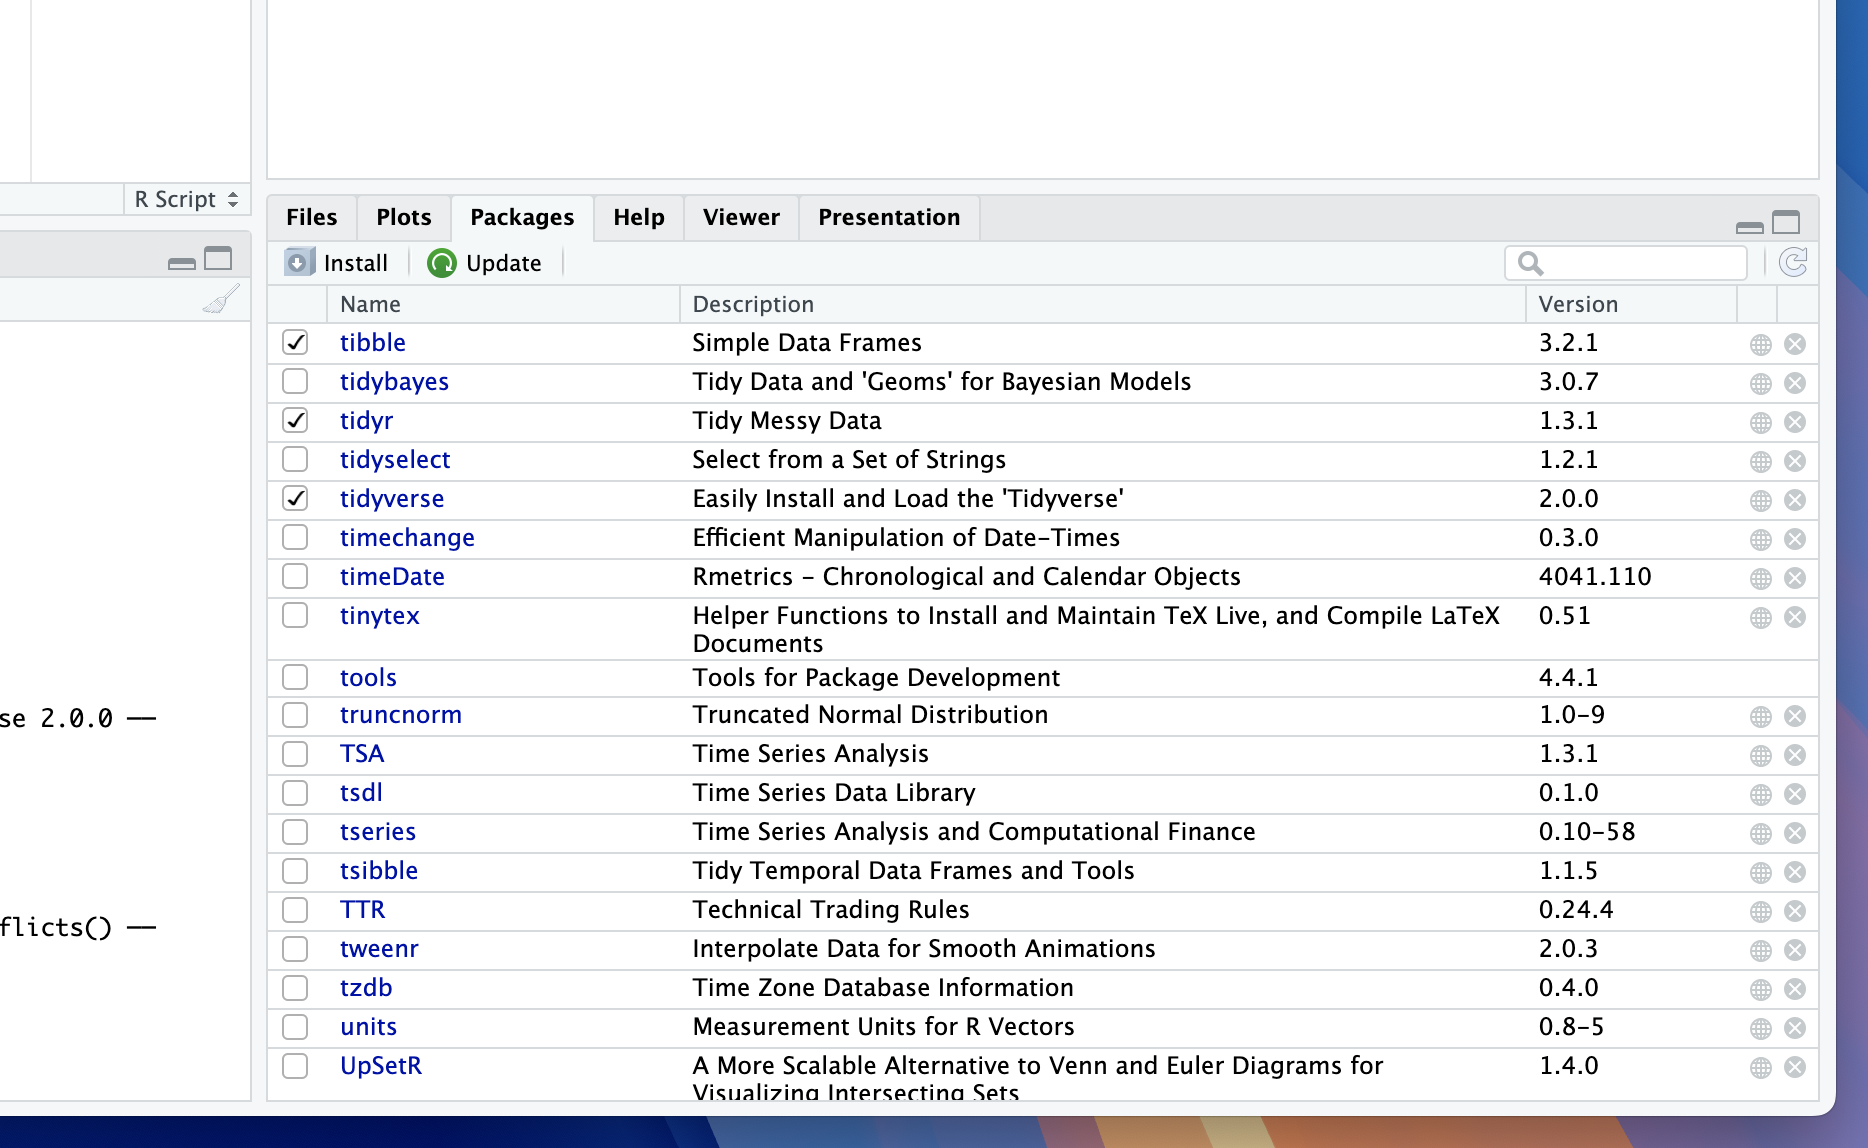 R Script
se 2.0.0 ──
flicts() ──
Files Plots Packages Help Viewer Presentation
Install Update
Name Description Version
tibble Simple Data Frames 3.2.1
tidybayes Tidy Data and 'Geoms' for Bayesian Models 3.0.7
tidyr Tidy Messy Data 1.3.1
tidyselect Select from a Set of Strings 1.2.1
tidyverse Easily Install and Load the 'Tidyverse' 2.0.0
timechange Efficient Manipulation of Date-Times 0.3.0
timeDate Rmetrics - Chronological and Calendar Objects 4041.110
tinytex Helper Functions to Install and Maintain TeX Live, and Compile LaTeX 0.51
Documents
tools Tools for Package Development 4.4.1
truncnorm Truncated Normal Distribution 1.0-9
TSA Time Series Analysis 1.3.1
tsdl Time Series Data Library 0.1.0
tseries Time Series Analysis and Computational Finance 0.10-58
tsibble Tidy Temporal Data Frames and Tools 1.1.5
TTR Technical Trading Rules 0.24.4
tweenr Interpolate Data for Smooth Animations 2.0.3
tzdb Time Zone Database Information 0.4.0
units Measurement Units for R Vectors 0.8-5
UpSetR A More Scalable Alternative to Venn and Euler Diagrams for 1.4.0
Visualizing Intersecting Sets